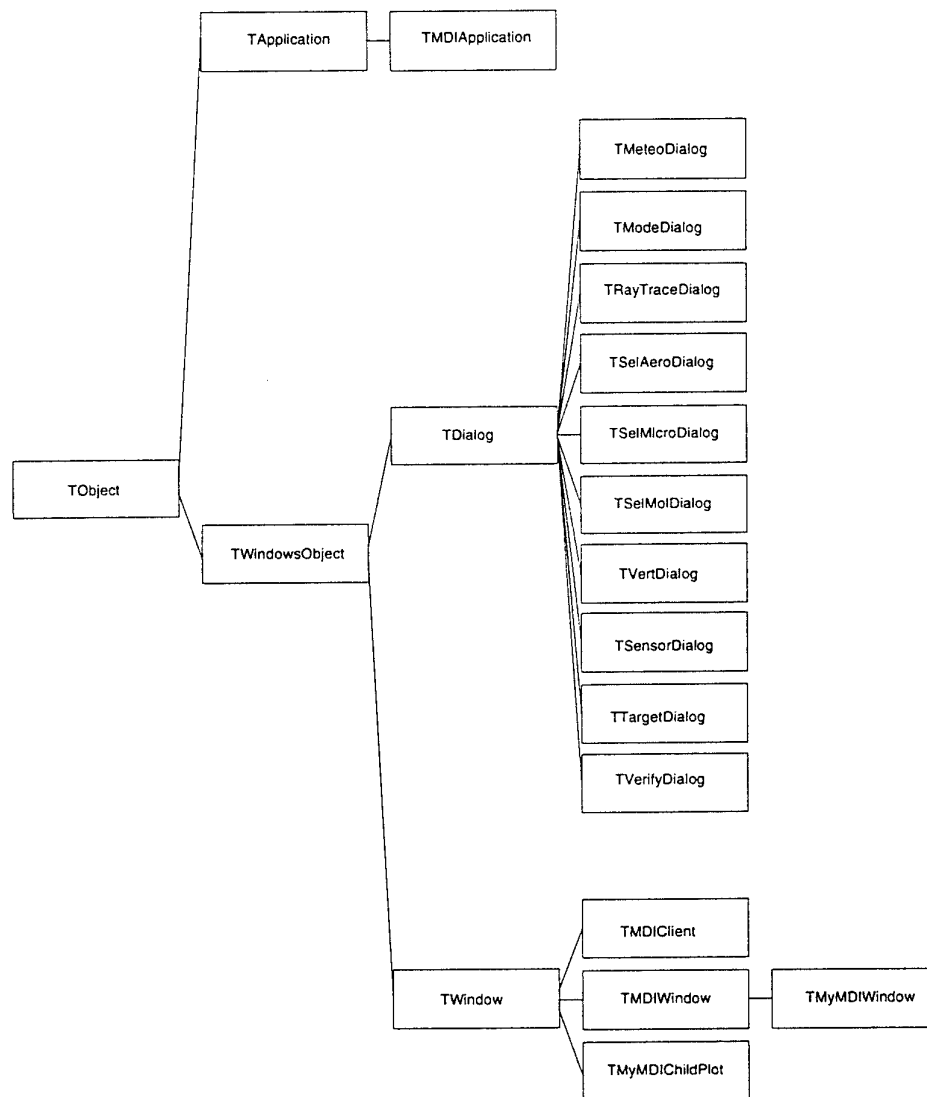 TApplication
TMDIApplication
TMeteoDialog
TModeDialog
TRayTraceDialog
TSelAeroDialog
TDialog
TSelMicroDialog
TObject
TSelMolDialog
TWindowsObject
TVertDialog
TSensorDialog
TTargetDialog
TVerifyDialog
TMDIClient
TWindow
TMDIWindow
TMyMDIWindow
TMyMDIChildPlot